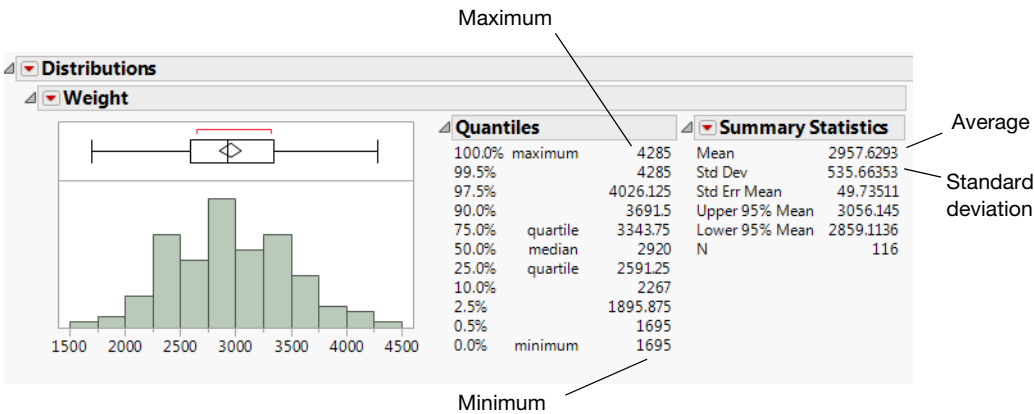 Maximum
Distributions
Weight
Quantiles
100.0% maximum 4285
99.5% 4285
97.5% 4026.125
90.0% 3691.5
75.0% quartile 3343.75
50.0% median 2920
25.0% quartile 2591.25
10.0% 2267
2.5% 1895.875
0.5% 1695
0.0% minimum 1695
Summary Statistics
Mean 2957.6293
Std Dev 535.66353
Std Err Mean 49.73511
Upper 95% Mean 3056.145
Lower 95% Mean 2859.1136
N 116
Average
Standard
deviation
1500 2000 2500 3000 3500 4000 4500
Minimum